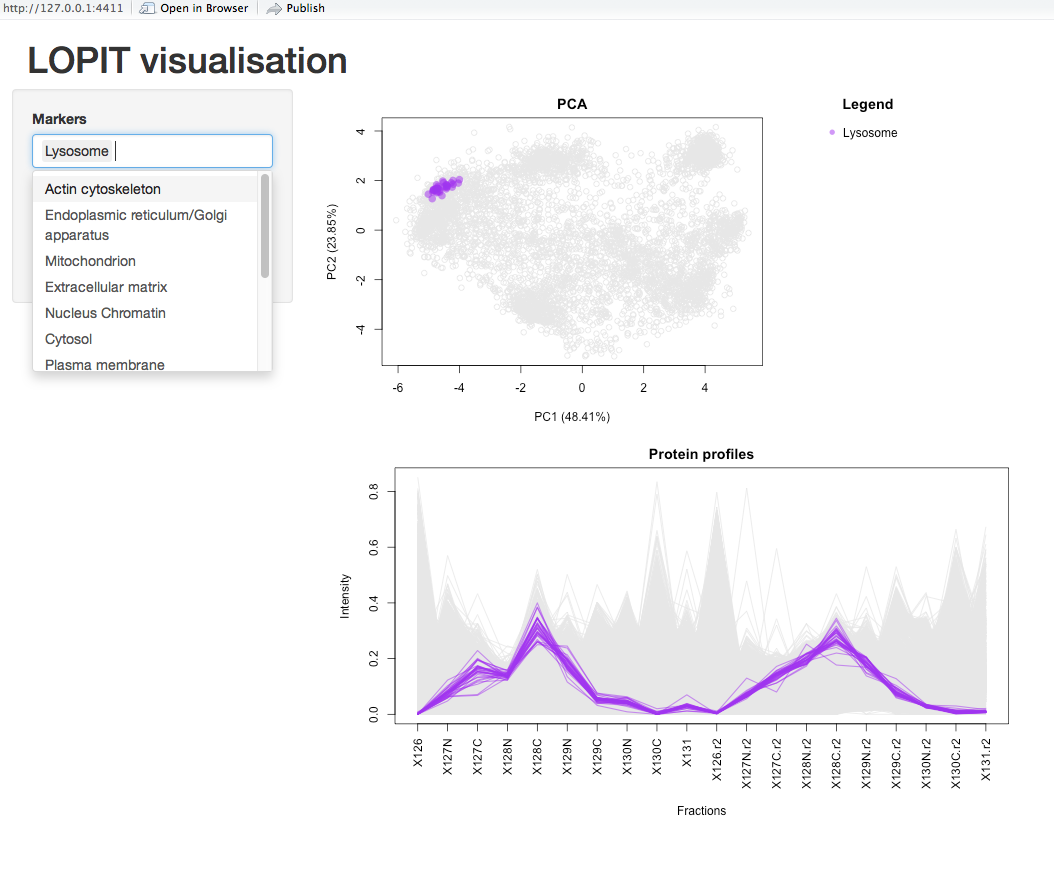 http://127.0.0.1:4411 Open in Browser Publish
LOPIT visualisation
Markers
Lysosome
Actin cytoskeleton
Endoplasmic reticulum/Golgi
apparatus
Mitochondrion
Extracellular matrix
Nucleus Chromatin
Cytosol
Plasma membrane
PCA
PC2 (23.85%)
4
2
0
-2
-4
-6 -4 -2 0 2 4
PC1 (48.41%)
Legend
Lysosome
Protein profiles
Intensity
0.8
0.6
0.4
0.2
0.0
X126 X127N X127C X128N X128C X129N X129C X130N X130C X131 X126.r2 X127N.r2 X127C.r2 X128N.r2 X128C.r2 X129N.r2 X129C.r2 X130N.r2 X130C.r2 X131.r2
Fractions